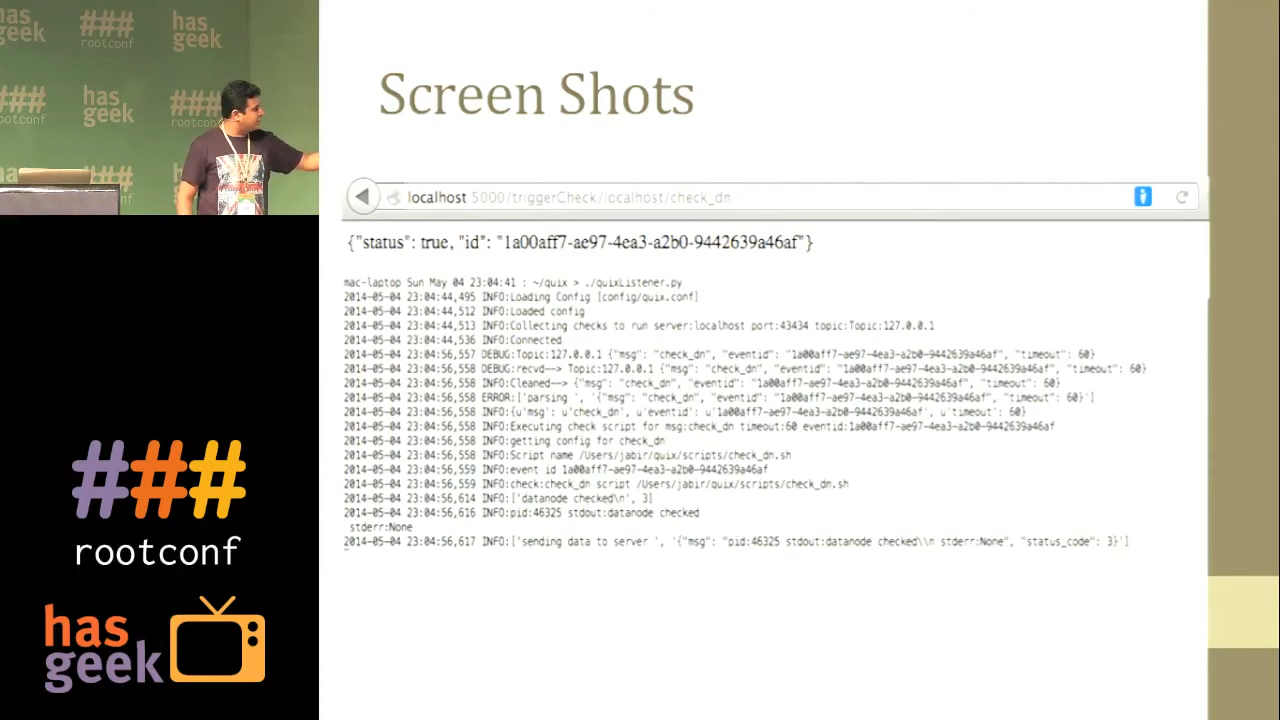 has
geek
###
rootconf
has
geek
###
has
geek
###
rootconf
###
###
rootconf
has
geek
Screen Shots
localhost 5000/triggerCheck/localhost/check_dn
{"status": true, "id": "1a00aff7-ae97-4ea3-a2b0-9442639a46af"}
mac-laptop Sun May 04 23:04:41 : ~/quix > ./quixListener.py
2014-05-04 23:04:44,495 INFO:Loading Config [config/quix.conf]
2014-05-04 23:04:44,512 INFO:Loaded config
2014-05-04 23:04:44,513 INFO:Collecting checks to run server:localhost port:43434 topic:Topic:127.0.0.1
2014-05-04 23:04:44,536 INFO:Connected
2014-05-04 23:04:56,557 DEBUG:Topic:127.0.0.1 {"msg": "check_dn", "eventid": "1a00aff7-ae97-4ea3-a2b0-9442639a46af", "timeout": 60}
2014-05-04 23:04:56,558 DEBUG:recvd--> Topic:127.0.0.1 {"msg": "check_dn", "eventid": "1a00aff7-ae97-4ea3-a2b0-9442639a46af", "timeout": 60}
2014-05-04 23:04:56,558 INFO:Cleaned--> {"msg": "check_dn", "eventid": "1a00aff7-ae97-4ea3-a2b0-9442639a46af", "timeout": 60}
2014-05-04 23:04:56,558 ERROR:['parsing ', '{"msg": "check_dn", "eventid": "1a00aff7-ae97-4ea3-a2b0-9442639a46af", "timeout": 60}']
2014-05-04 23:04:56,558 INFO:{u'msg': u'check_dn', u'eventid': u'1a00aff7-ae97-4ea3-a2b0-9442639a46af', u'timeout': 60}
2014-05-04 23:04:56,558 INFO:Executing check script for msg:check_dn timeout:60 eventid:1a00aff7-ae97-4ea3-a2b0-9442639a46af
2014-05-04 23:04:56,558 INFO:getting config for check_dn
2014-05-04 23:04:56,558 INFO:Script name /Users/jabir/quix/scripts/check_dn.sh
2014-05-04 23:04:56,559 INFO:event id 1a00aff7-ae97-4ea3-a2b0-9442639a46af
2014-05-04 23:04:56,559 INFO:check:check_dn script /Users/jabir/quix/scripts/check_dn.sh
2014-05-04 23:04:56,614 INFO:['datanode checked\n', 3]
2014-05-04 23:04:56,616 INFO:pid:46325 stdout:datanode checked
stderr:None
2014-05-04 23:04:56,617 INFO:['sending data to server ', '{"msg": "pid:46325 stdout:datanode checked\\n stderr:None", "status_code": 3}']
###
rootconf
has
geek